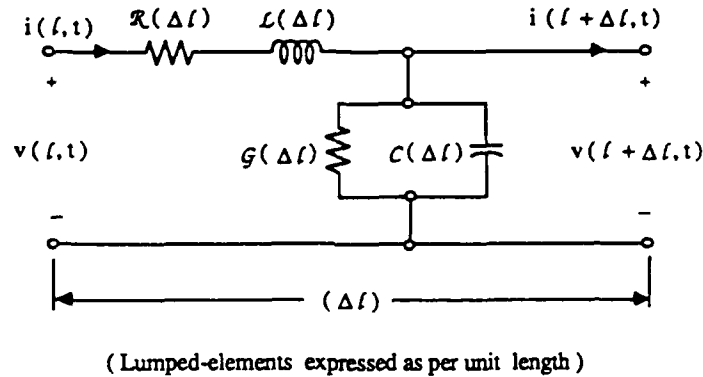 i(ℓ,t) ℛ(Δℓ) ℒ(Δℓ) i(ℓ + Δℓ,t)
+ +
v(ℓ,t) 𝒢(Δℓ) 𝒞(Δℓ) v(ℓ + Δℓ,t)
− −
(Δℓ)
(Lumped-elements expressed as per unit length)